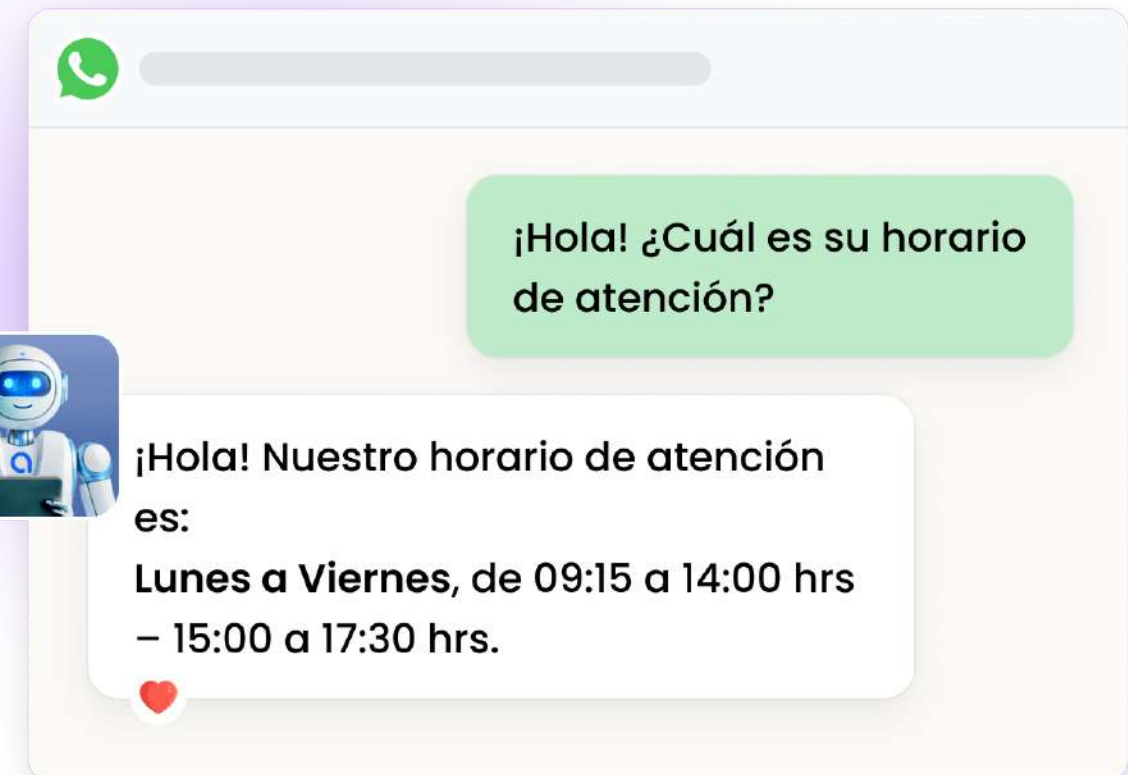 ¡Hola! ¿Cuál es su horario
de atención?
¡Hola! Nuestro horario de atención
es:
Lunes a Viernes, de 09:15 a 14:00 hrs
– 15:00 a 17:30 hrs.